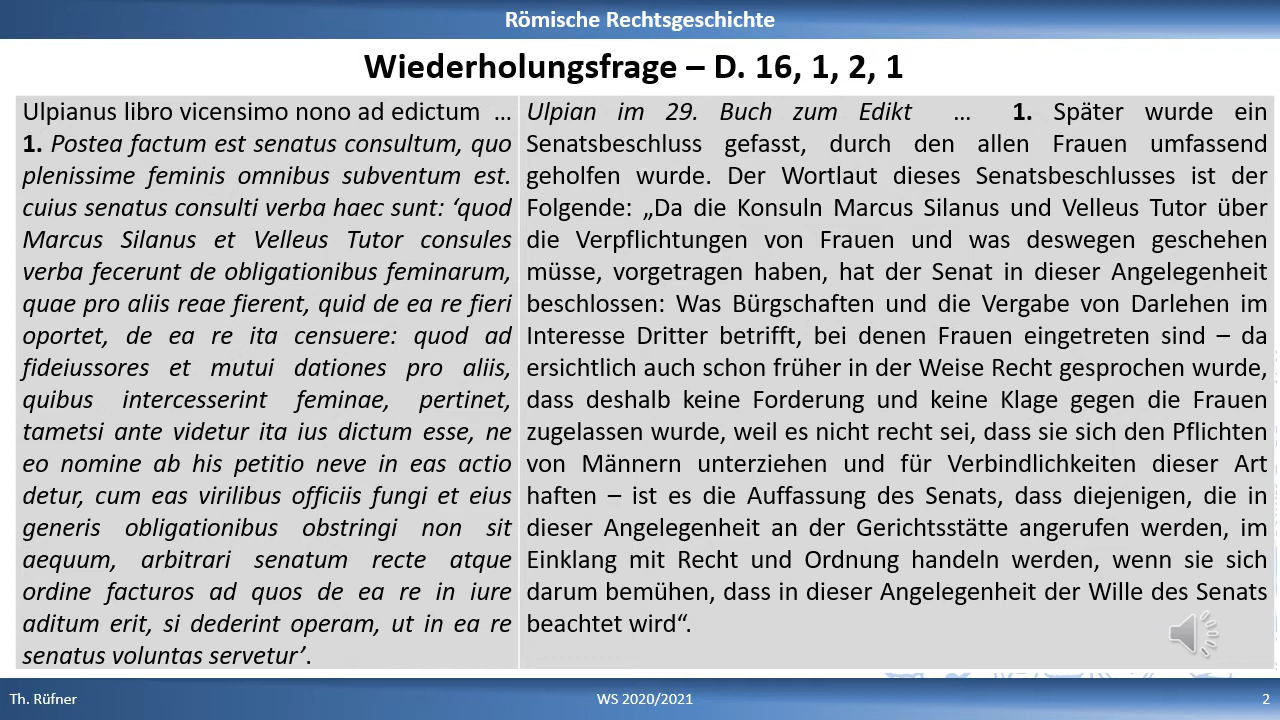 Römische Rechtsgeschichte
Wiederholungsfrage – D. 16, 1, 2, 1
Ulpianus libro vicensimo nono ad edictum …
1. Postea factum est senatus consultum, quo
plenissime feminis omnibus subventum est.
cuius senatus consulti verba haec sunt: ‘quod
Marcus Silanus et Velleus Tutor consules
verba fecerunt de obligationibus feminarum,
quae pro aliis reae fierent, quid de ea re fieri
oportet, de ea re ita censuere: quod ad
fideiussores et mutui dationes pro aliis,
quibus intercesserint feminae, pertinet,
tametsi ante videtur ita ius dictum esse, ne
eo nomine ab his petitio neve in eas actio
detur, cum eas virilibus officiis fungi et eius
generis obligationibus obstringi non sit
aequum, arbitrari senatum recte atque
ordine facturos ad quos de ea re in iure
aditum erit, si dederint operam, ut in ea re
senatus voluntas servetur’.
Ulpian im 29. Buch zum Edikt … 1. Später wurde ein
Senatsbeschluss gefasst, durch den allen Frauen umfassend
geholfen wurde. Der Wortlaut dieses Senatsbeschlusses ist der
Folgende: „Da die Konsuln Marcus Silanus und Velleus Tutor über
die Verpflichtungen von Frauen und was deswegen geschehen
müsse, vorgetragen haben, hat der Senat in dieser Angelegenheit
beschlossen: Was Bürgschaften und die Vergabe von Darlehen im
Interesse Dritter betrifft, bei denen Frauen eingetreten sind – da
ersichtlich auch schon früher in der Weise Recht gesprochen wurde,
dass deshalb keine Forderung und keine Klage gegen die Frauen
zugelassen wurde, weil es nicht recht sei, dass sie sich den Pflichten
von Männern unterziehen und für Verbindlichkeiten dieser Art
haften – ist es die Auffassung des Senats, dass diejenigen, die in
dieser Angelegenheit an der Gerichtsstätte angerufen werden, im
Einklang mit Recht und Ordnung handeln werden, wenn sie sich
darum bemühen, dass in dieser Angelegenheit der Wille des Senats
beachtet wird“.
Th. Rüfner
WS 2020/2021
2